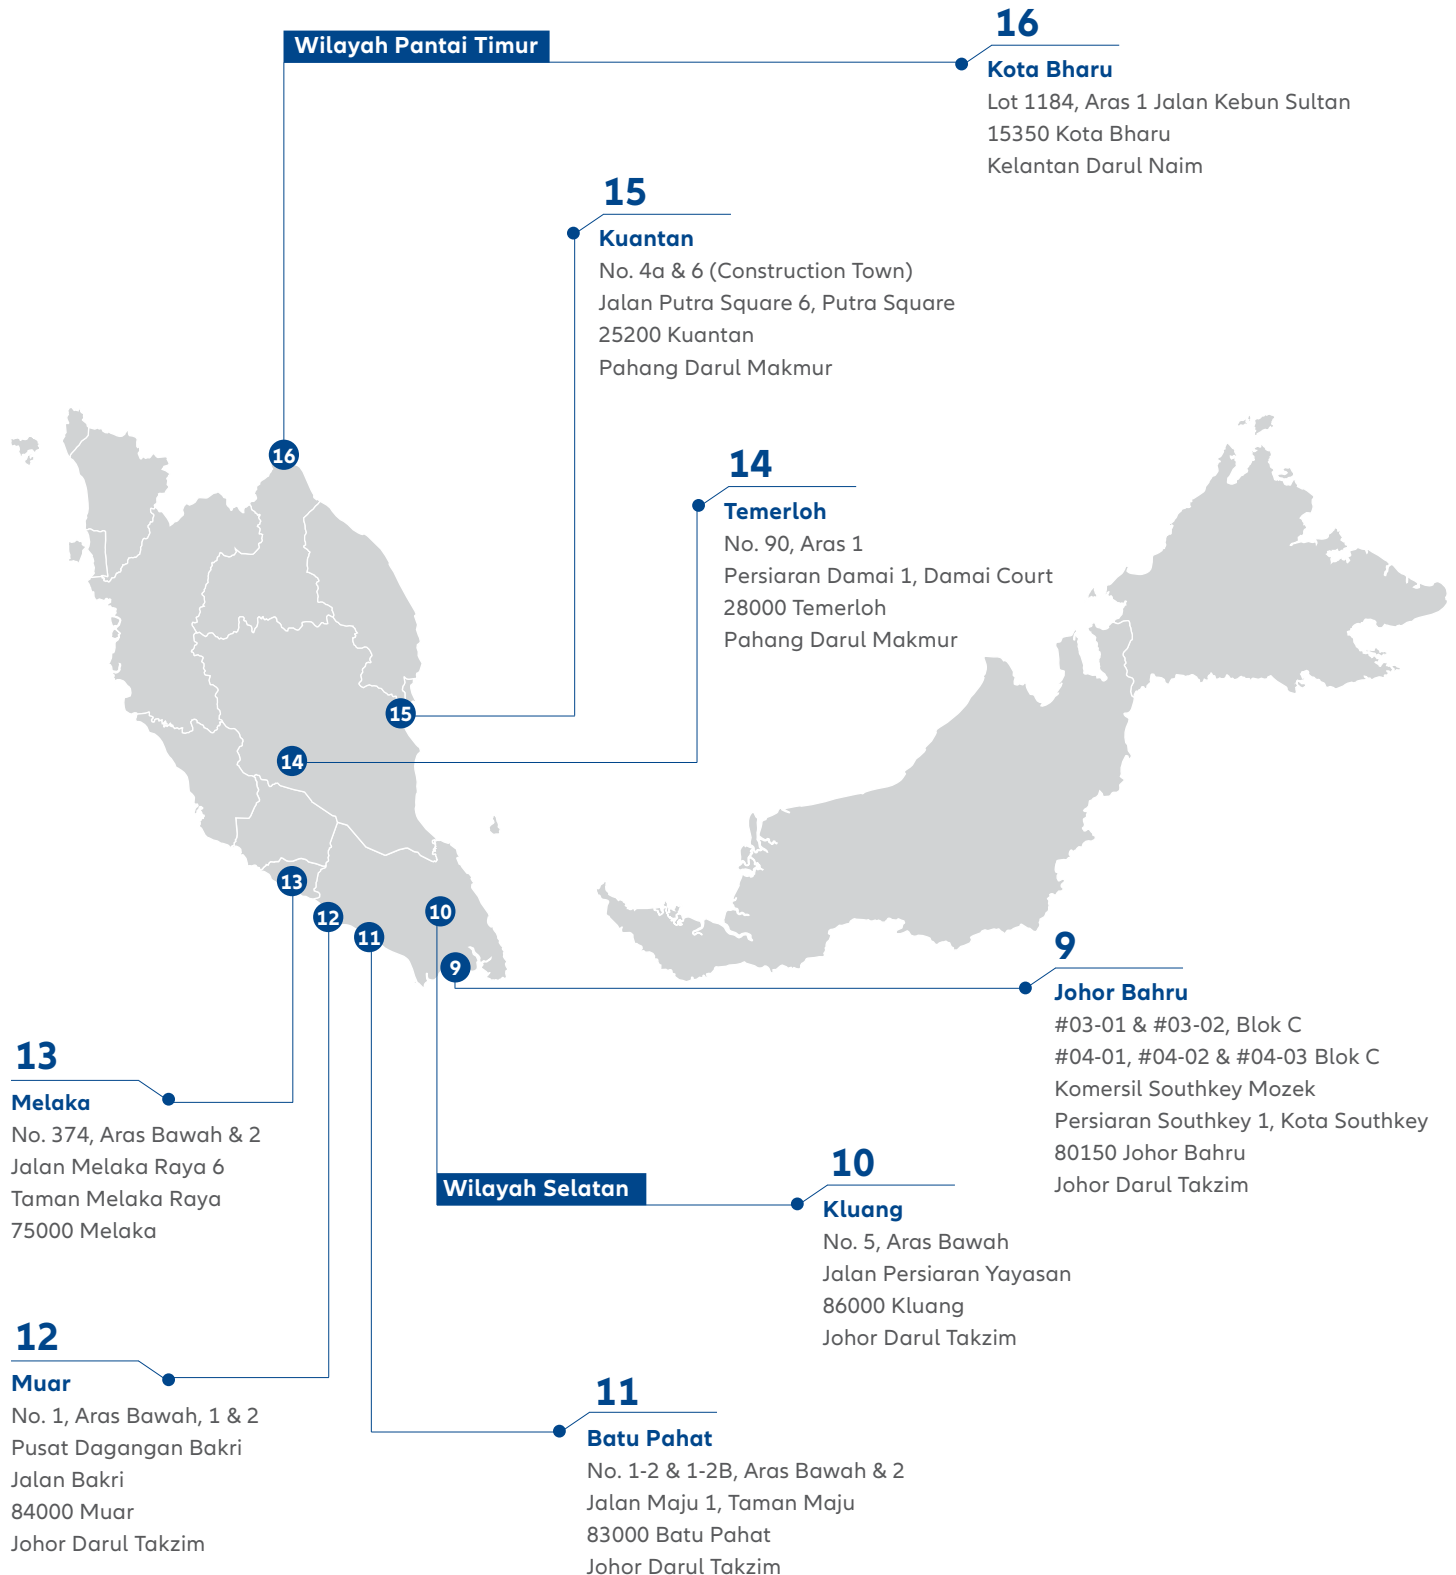 Wilayah Pantai Timur
16
Kota Bharu
Lot 1184, Aras 1 Jalan Kebun Sultan
15350 Kota Bharu
Kelantan Darul Naim
15
Kuantan
No. 4a & 6 (Construction Town)
Jalan Putra Square 6, Putra Square
25200 Kuantan
Pahang Darul Makmur
14
Temerloh
No. 90, Aras 1
Persiaran Damai 1, Damai Court
28000 Temerloh
Pahang Darul Makmur
16
15
14
13
12
11
10
9
9
Johor Bahru
#03-01 & #03-02, Blok C
#04-01, #04-02 & #04-03 Blok C
Komersil Southkey Mozek
Persiaran Southkey 1, Kota Southkey
80150 Johor Bahru
Johor Darul Takzim
13
Melaka
No. 374, Aras Bawah & 2
Jalan Melaka Raya 6
Taman Melaka Raya
75000 Melaka
Wilayah Selatan
10
Kluang
No. 5, Aras Bawah
Jalan Persiaran Yayasan
86000 Kluang
Johor Darul Takzim
12
Muar
No. 1, Aras Bawah, 1 & 2
Pusat Dagangan Bakri
Jalan Bakri
84000 Muar
Johor Darul Takzim
11
Batu Pahat
No. 1-2 & 1-2B, Aras Bawah & 2
Jalan Maju 1, Taman Maju
83000 Batu Pahat
Johor Darul Takzim